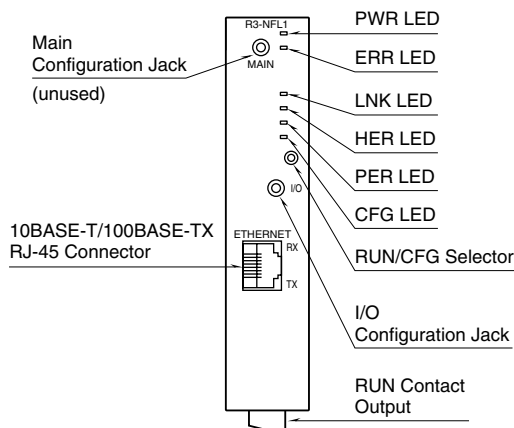 R3-NFL1
MAIN
Main
Configuration Jack
(unused)
PWR LED
ERR LED
LNK LED
HER LED
PER LED
CFG LED
RUN/CFG Selector
I/O
10BASE-T/100BASE-TX
RJ-45 Connector
ETHERNET
RX
TX
I/O
Configuration Jack
RUN Contact
Output